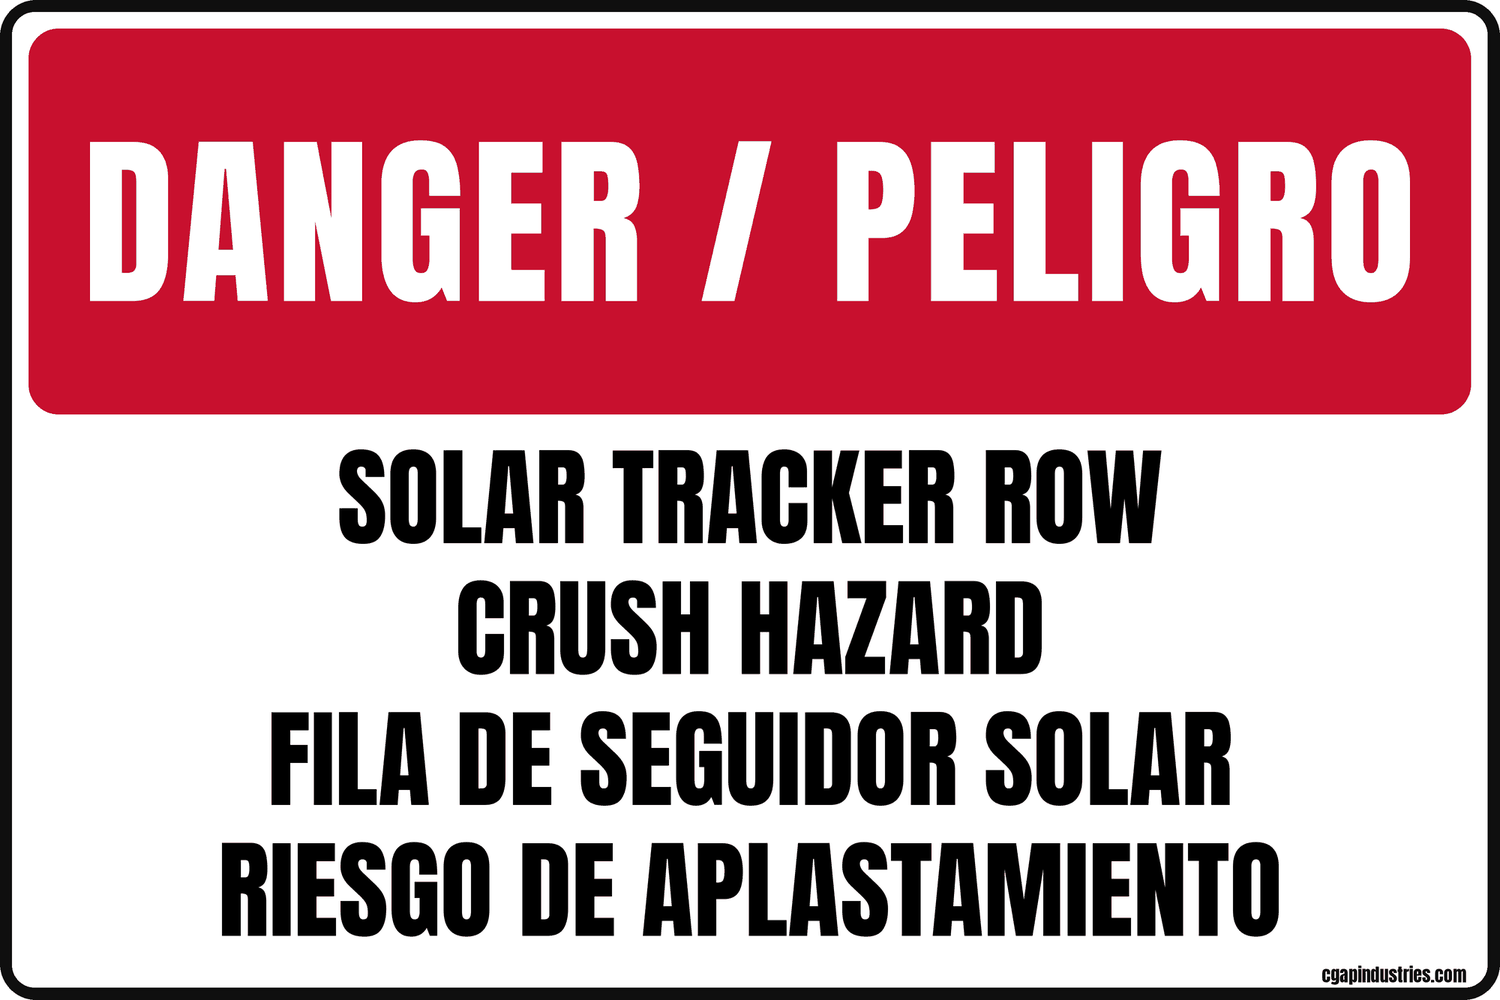 DANGER / PELIGRO
SOLAR TRACKER ROW
CRUSH HAZARD
FILA DE SEGUIDOR SOLAR
RIESGO DE APLASTAMIENTO
cgapindustries.com